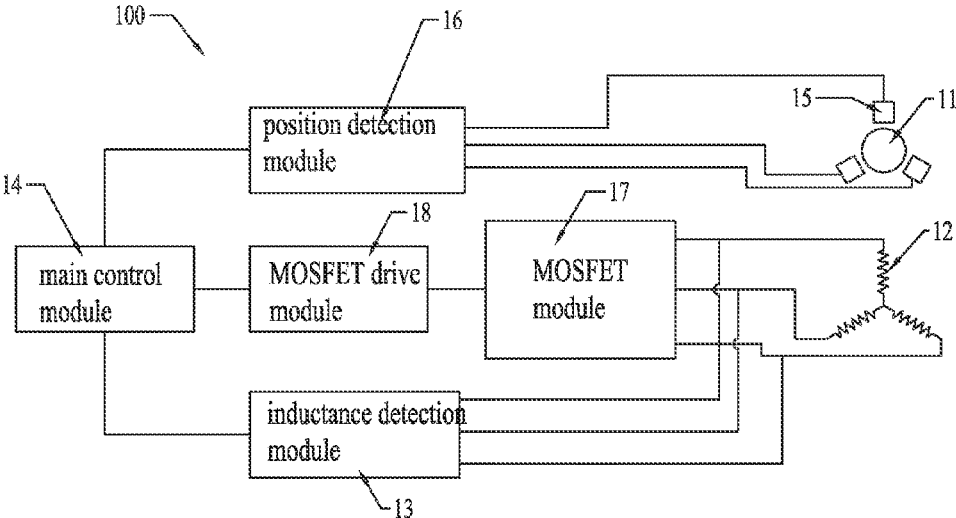 100
16
15
11
position detection
module
14
18
17
12
main control
module
MOSFET drive
module
MOSFET
module
inductance detection
module
13